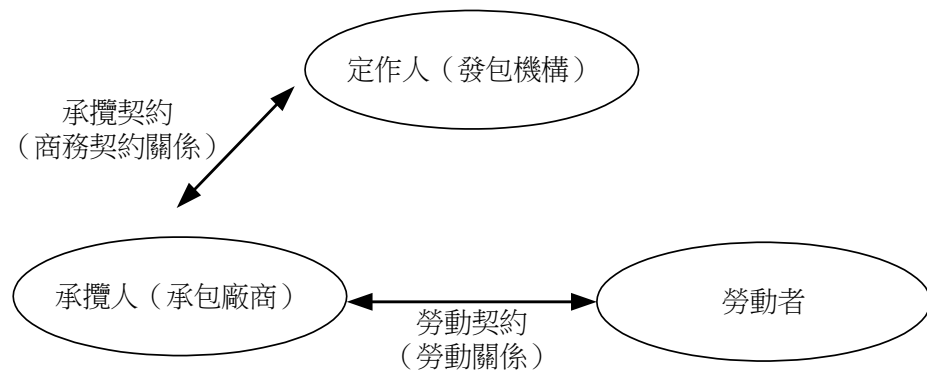 定作人（發包機構）
承攬契約
（商務契約關係）
承攬人（承包廠商）
勞動者
勞動契約
（勞動關係）